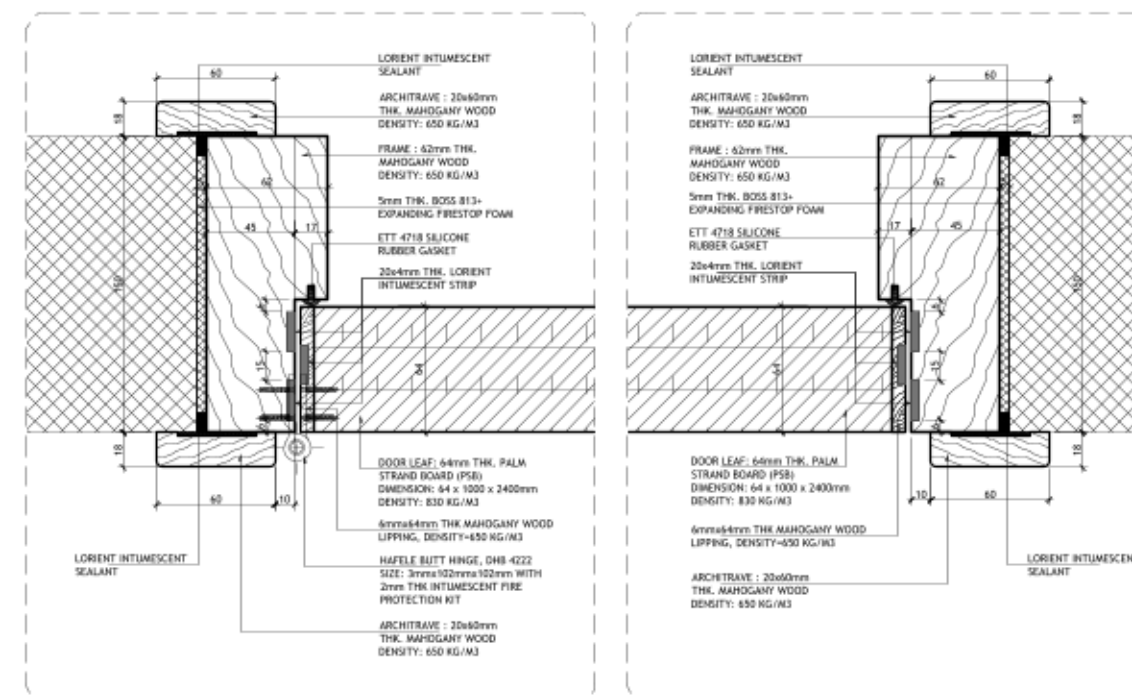 LORIENT INTUMESCENT
SEALANT
60
ARCHITRAVE : 20x60mm
THK. MAHOGANY WOOD
DENSITY: 650 KG/M3
18
FRAME : 62mm THK.
MAHOGANY WOOD
DENSITY: 650 KG/M3
62
5mm THK. BOSS 813+
EXPANDING FIRESTOP FOAM
45
17
ETT 4718 SILICONE
RUBBER GASKET
20x4mm THK. LORIENT
INTUMESCENT STRIP
150
15
64
18
60
10
DOOR LEAF: 64mm THK. PALM
STRAND BOARD (PSB)
DIMENSION: 64 x 1000 x 2400mm
DENSITY: 830 KG/M3
6mmx64mm THK MAHOGANY WOOD
LIPPING, DENSITY=650 KG/M3
LORIENT INTUMESCENT
SEALANT
HAFELE BUTT HINGE, DHB 4222
SIZE: 3mmx102mmx102mm WITH
2mm THK INTUMESCENT FIRE
PROTECTION KIT
ARCHITRAVE : 20x60mm
THK. MAHOGANY WOOD
DENSITY: 650 KG/M3
LORIENT INTUMESCENT
SEALANT
60
ARCHITRAVE : 20x60mm
THK. MAHOGANY WOOD
DENSITY: 650 KG/M3
18
FRAME : 62mm THK.
MAHOGANY WOOD
DENSITY: 650 KG/M3
62
5mm THK. BOSS 813+
EXPANDING FIRESTOP FOAM
17
45
ETT 4718 SILICONE
RUBBER GASKET
20x4mm THK. LORIENT
INTUMESCENT STRIP
150
15
64
18
10
60
DOOR LEAF: 64mm THK. PALM
STRAND BOARD (PSB)
DIMENSION: 64 x 1000 x 2400mm
DENSITY: 830 KG/M3
6mmx64mm THK MAHOGANY WOOD
LIPPING, DENSITY=650 KG/M3
LORIENT INTUMESCEN
SEALANT
ARCHITRAVE : 20x60mm
THK. MAHOGANY WOOD
DENSITY: 650 KG/M3